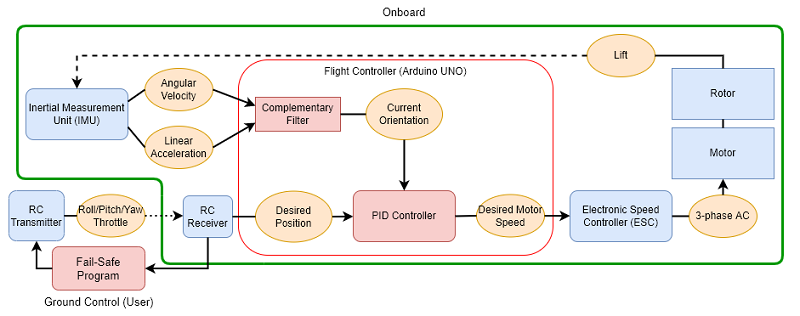 Onboard
Lift
Flight Controller (Arduino UNO)
Angular
Velocity
Inertial Measurement
Unit (IMU)
Complementary
Filter
Current
Orientation
Rotor
Linear
Acceleration
Motor
RC
Transmitter
Roll/Pitch/Yaw
Throttle
RC
Receiver
Desired
Position
PID Controller
Desired Motor
Speed
Electronic Speed
Controller (ESC)
3-phase AC
Fail-Safe
Program
Ground Control (User)